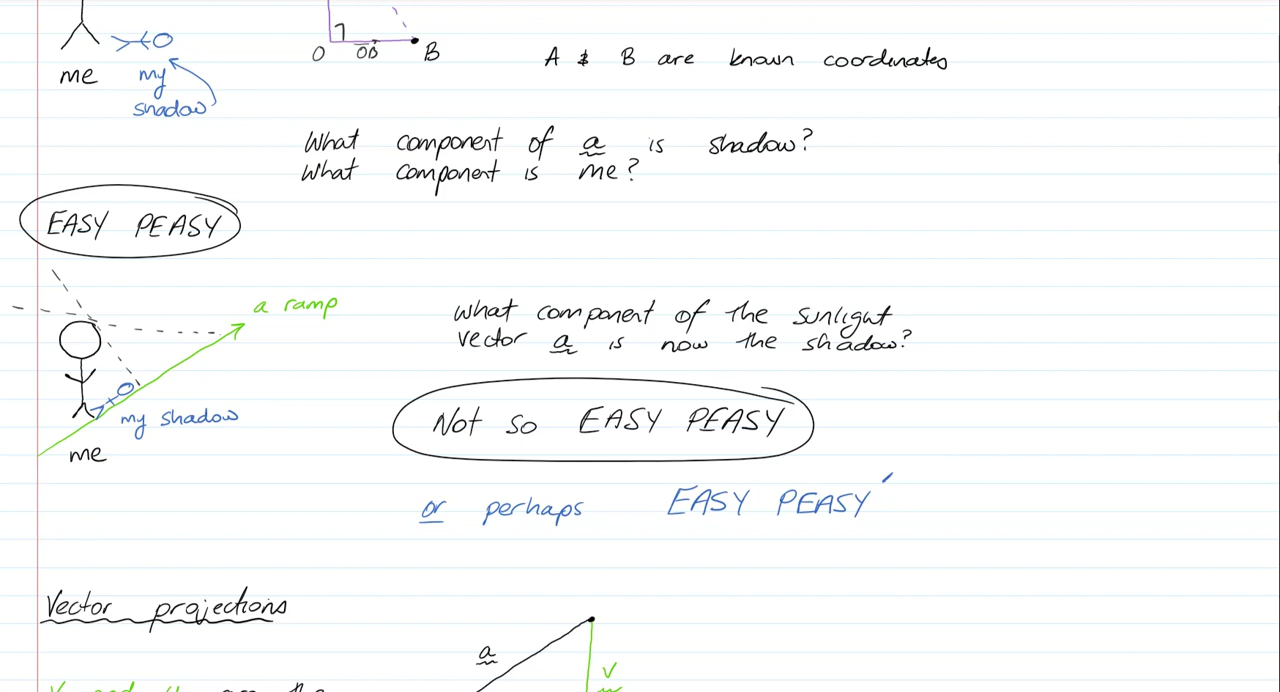 O
B
me
my
shadow
A & B are known coordinates
What component of a is shadow?
What component is me?
EASY PEASY
a ramp
my shadow
me
what component of the sunlight
vector a is now the shadow?
Not so EASY PEASY
or perhaps EASY PEASY
Vector projections
a
v